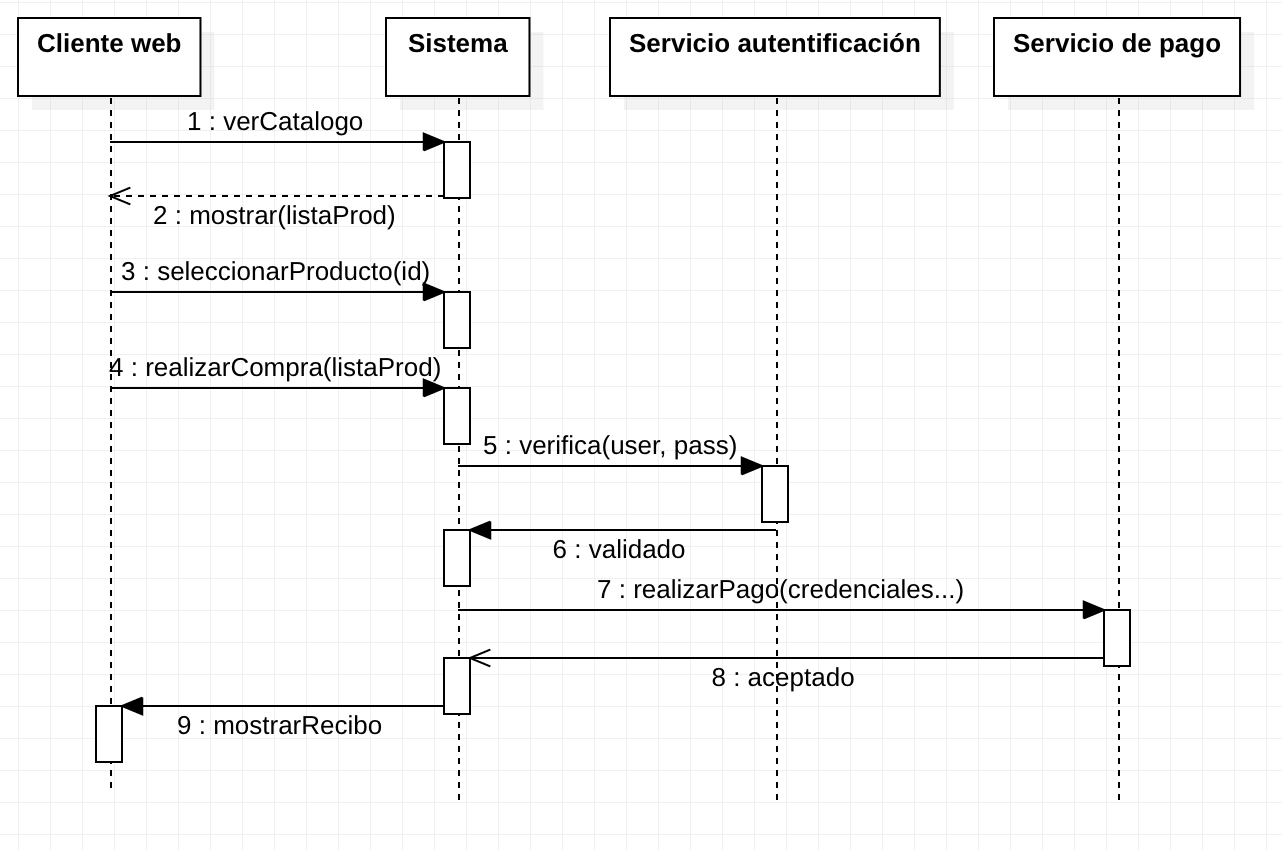 Cliente web
Sistema
Servicio autentificación
Servicio de pago
1 : verCatalogo
2 : mostrar(listaProd)
3 : seleccionarProducto(id)
4 : realizarCompra(listaProd)
5 : verifica(user, pass)
6 : validado
7 : realizarPago(credenciales...)
8 : aceptado
9 : mostrarRecibo